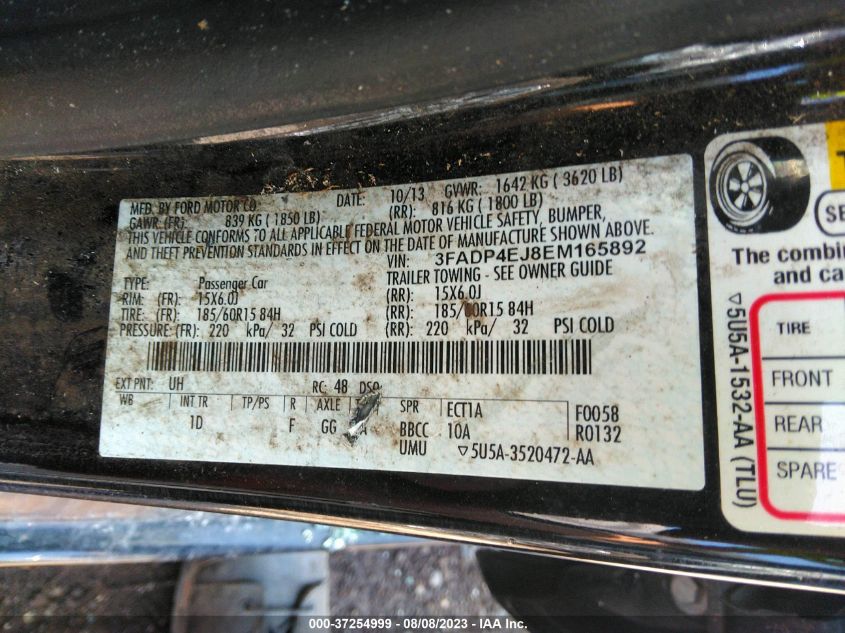 MFD. BY FORD MOTOR CO.
DATE: 10/13 GVWR: 1642 KG ( 3620 LB)
GAWR: (FR): 839 KG ( 1850 LB) (RR): 816 KG ( 1800 LB)
THIS VEHICLE CONFORMS TO ALL APPLICABLE FEDERAL MOTOR VEHICLE SAFETY, BUMPER,
AND THEFT PREVENTION STANDARDS IN EFFECT ON THE DATE OF MANUFACTURE SHOWN ABOVE.
VIN: 3FADP4EJ8EM165892
TYPE: Passenger Car TRAILER TOWING - SEE OWNER GUIDE
RIM: (FR): 15X6.0J (RR): 15X6.0J
TIRE: (FR): 185/60R15 84H (RR): 185/60R15 84H
PRESSURE: (FR): 220 kPa/ 32 PSI COLD (RR): 220 kPa/ 32 PSI COLD
EXT PNT: UH RC: 48 DSO:
WB INT TR TP/PS R AXLE SPR ECT1A F0058
1D F GG A BBCC 10A R0132
UMU ▽5U5A-3520472-AA
The combin
and ca
TIRE
FRONT
REAR
SPARE
▽5U5A-1532-AA (TLU)
000-37254999 - 08/08/2023 - IAA Inc.